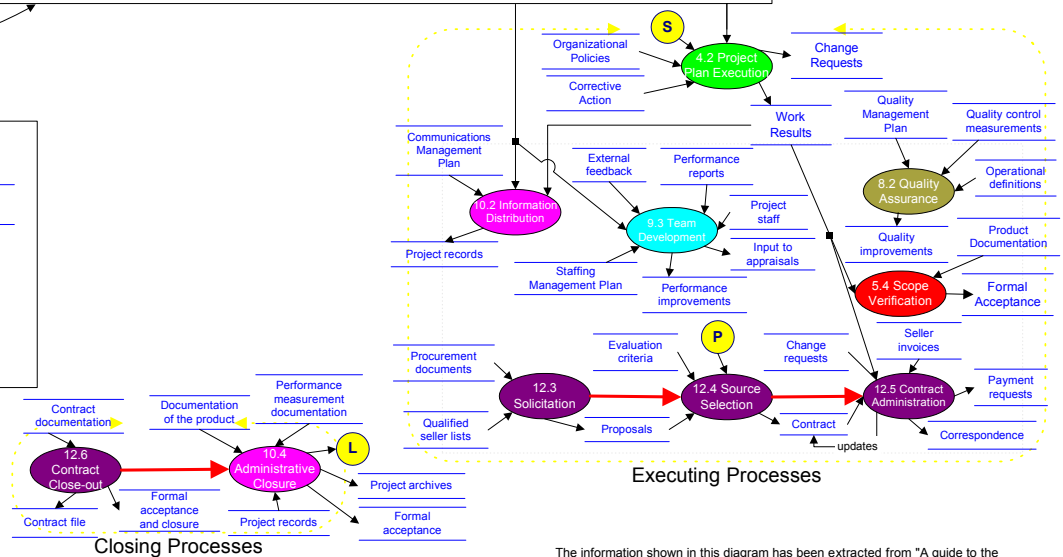 S
Organizational
Policies
4.2 Project
Plan Execution
Change
Requests
Corrective
Action
Work
Results
Quality
Management
Plan
Quality control
measurements
Communications
Management
Plan
External
feedback
Performance
reports
8.2 Quality
Assurance
Operational
definitions
10.2 Information
Distribution
9.3 Team
Development
Project
staff
Project records
Input to
appraisals
Quality
improvements
Product
Documentation
Staffing
Management Plan
Performance
improvements
5.4 Scope
Verification
Formal
Acceptance
Procurement
documents
Evaluation
criteria
P
Change
requests
Seller
invoices
12.3
Solicitation
12.4 Source
Selection
12.5 Contract
Administration
Payment
requests
Qualified
seller lists
Proposals
Contract
updates
Correspondence
Executing Processes
Contract
documentation
Documentation
of the product
Performance
measurement
documentation
12.6
Contract
Close-out
10.4
Administrative
Closure
L
Project archives
Contract file
Formal
acceptance
and closure
Project records
Formal
acceptance
Closing Processes
The information shown in this diagram has been extracted from "A guide to the